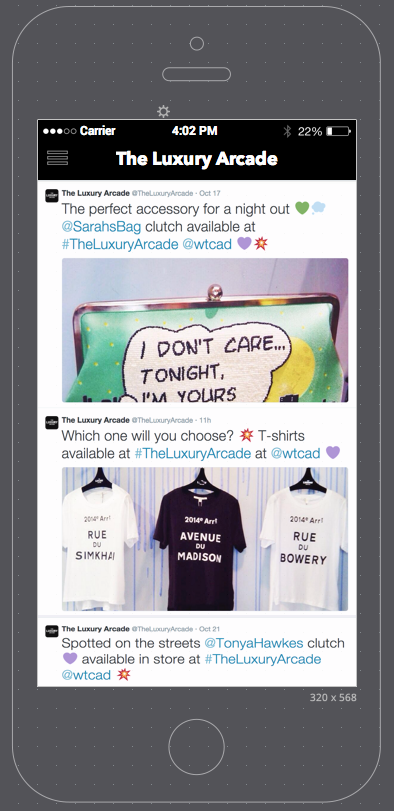 Carrier 4:02 PM 22%
The Luxury Arcade
The Luxury Arcade @TheLuxuryArcade · Oct 17
The perfect accessory for a night out 💚💭
@SarahsBag clutch available at
#TheLuxuryArcade @wtcad 💜💥
I DON'T CARE...
TONIGHT,
I'M YOURS
The Luxury Arcade @TheLuxuryArcade · 11h
Which one will you choose? 💥 T-shirts
available at #TheLuxuryArcade at @wtcad 💜
2014e Arrt
RUE
DU
SIMKHAI
2014e Arrt
AVENUE
DU
MADISON
2014e Arrt
RUE
DU
BOWERY
The Luxury Arcade @TheLuxuryArcade · Oct 21
Spotted on the streets @TonyaHawkes clutch
💜 available in store at #TheLuxuryArcade
@wtcad 💥
320 x 568